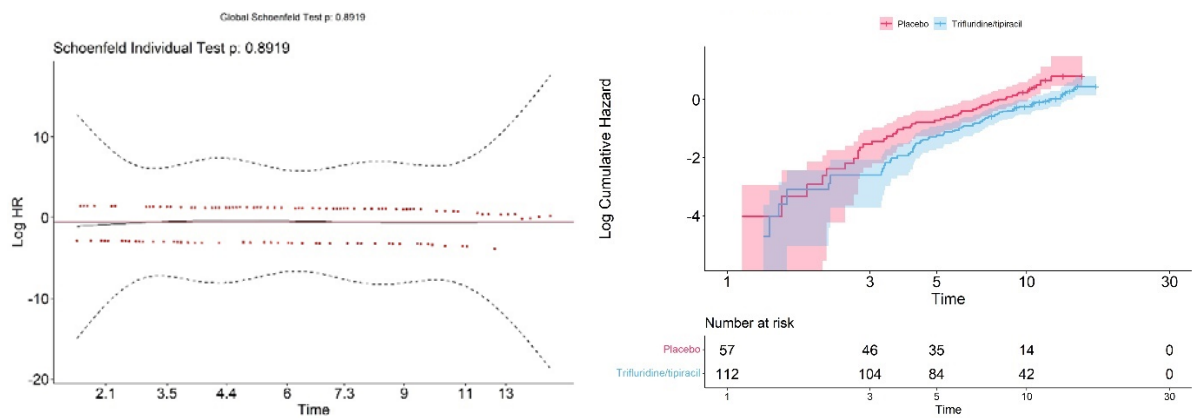 Global Schoenfeld Test p: 0.8919
Schoenfeld Individual Test p: 0.8919
Log HR
10
0
-10
-20
2.1 3.5 4.4 6 7.3 9 11 13
Time
Placebo Trifluridine/tipiracil
Log Cumulative Hazard
0
-2
-4
1 3 5 10 30
Time
Number at risk
Placebo 57 46 35 14 0
Trifluridine/tipiracil 112 104 84 42 0
1 3 5 10 30
Time